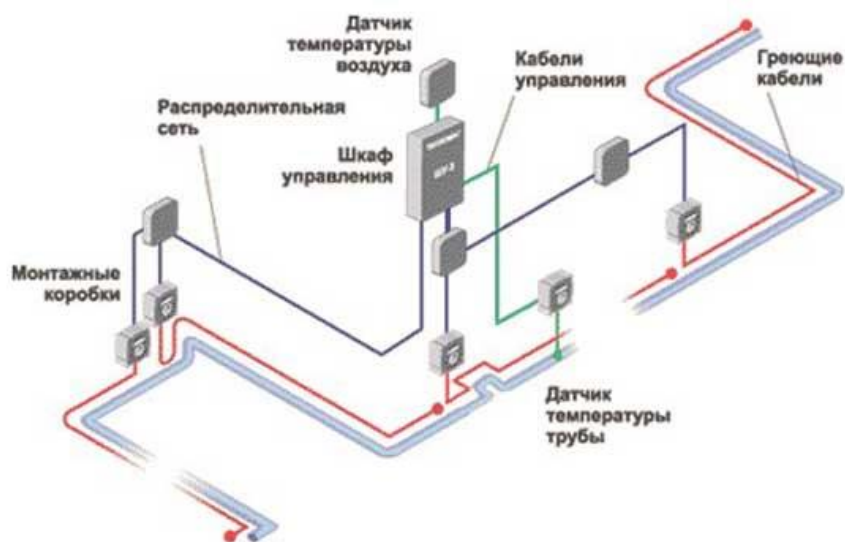 Датчик
температуры
воздуха
Кабели
управления
Греющие
кабели
Распределительная
сеть
Шкаф
управления
Монтажные
коробки
Датчик
температуры
трубы